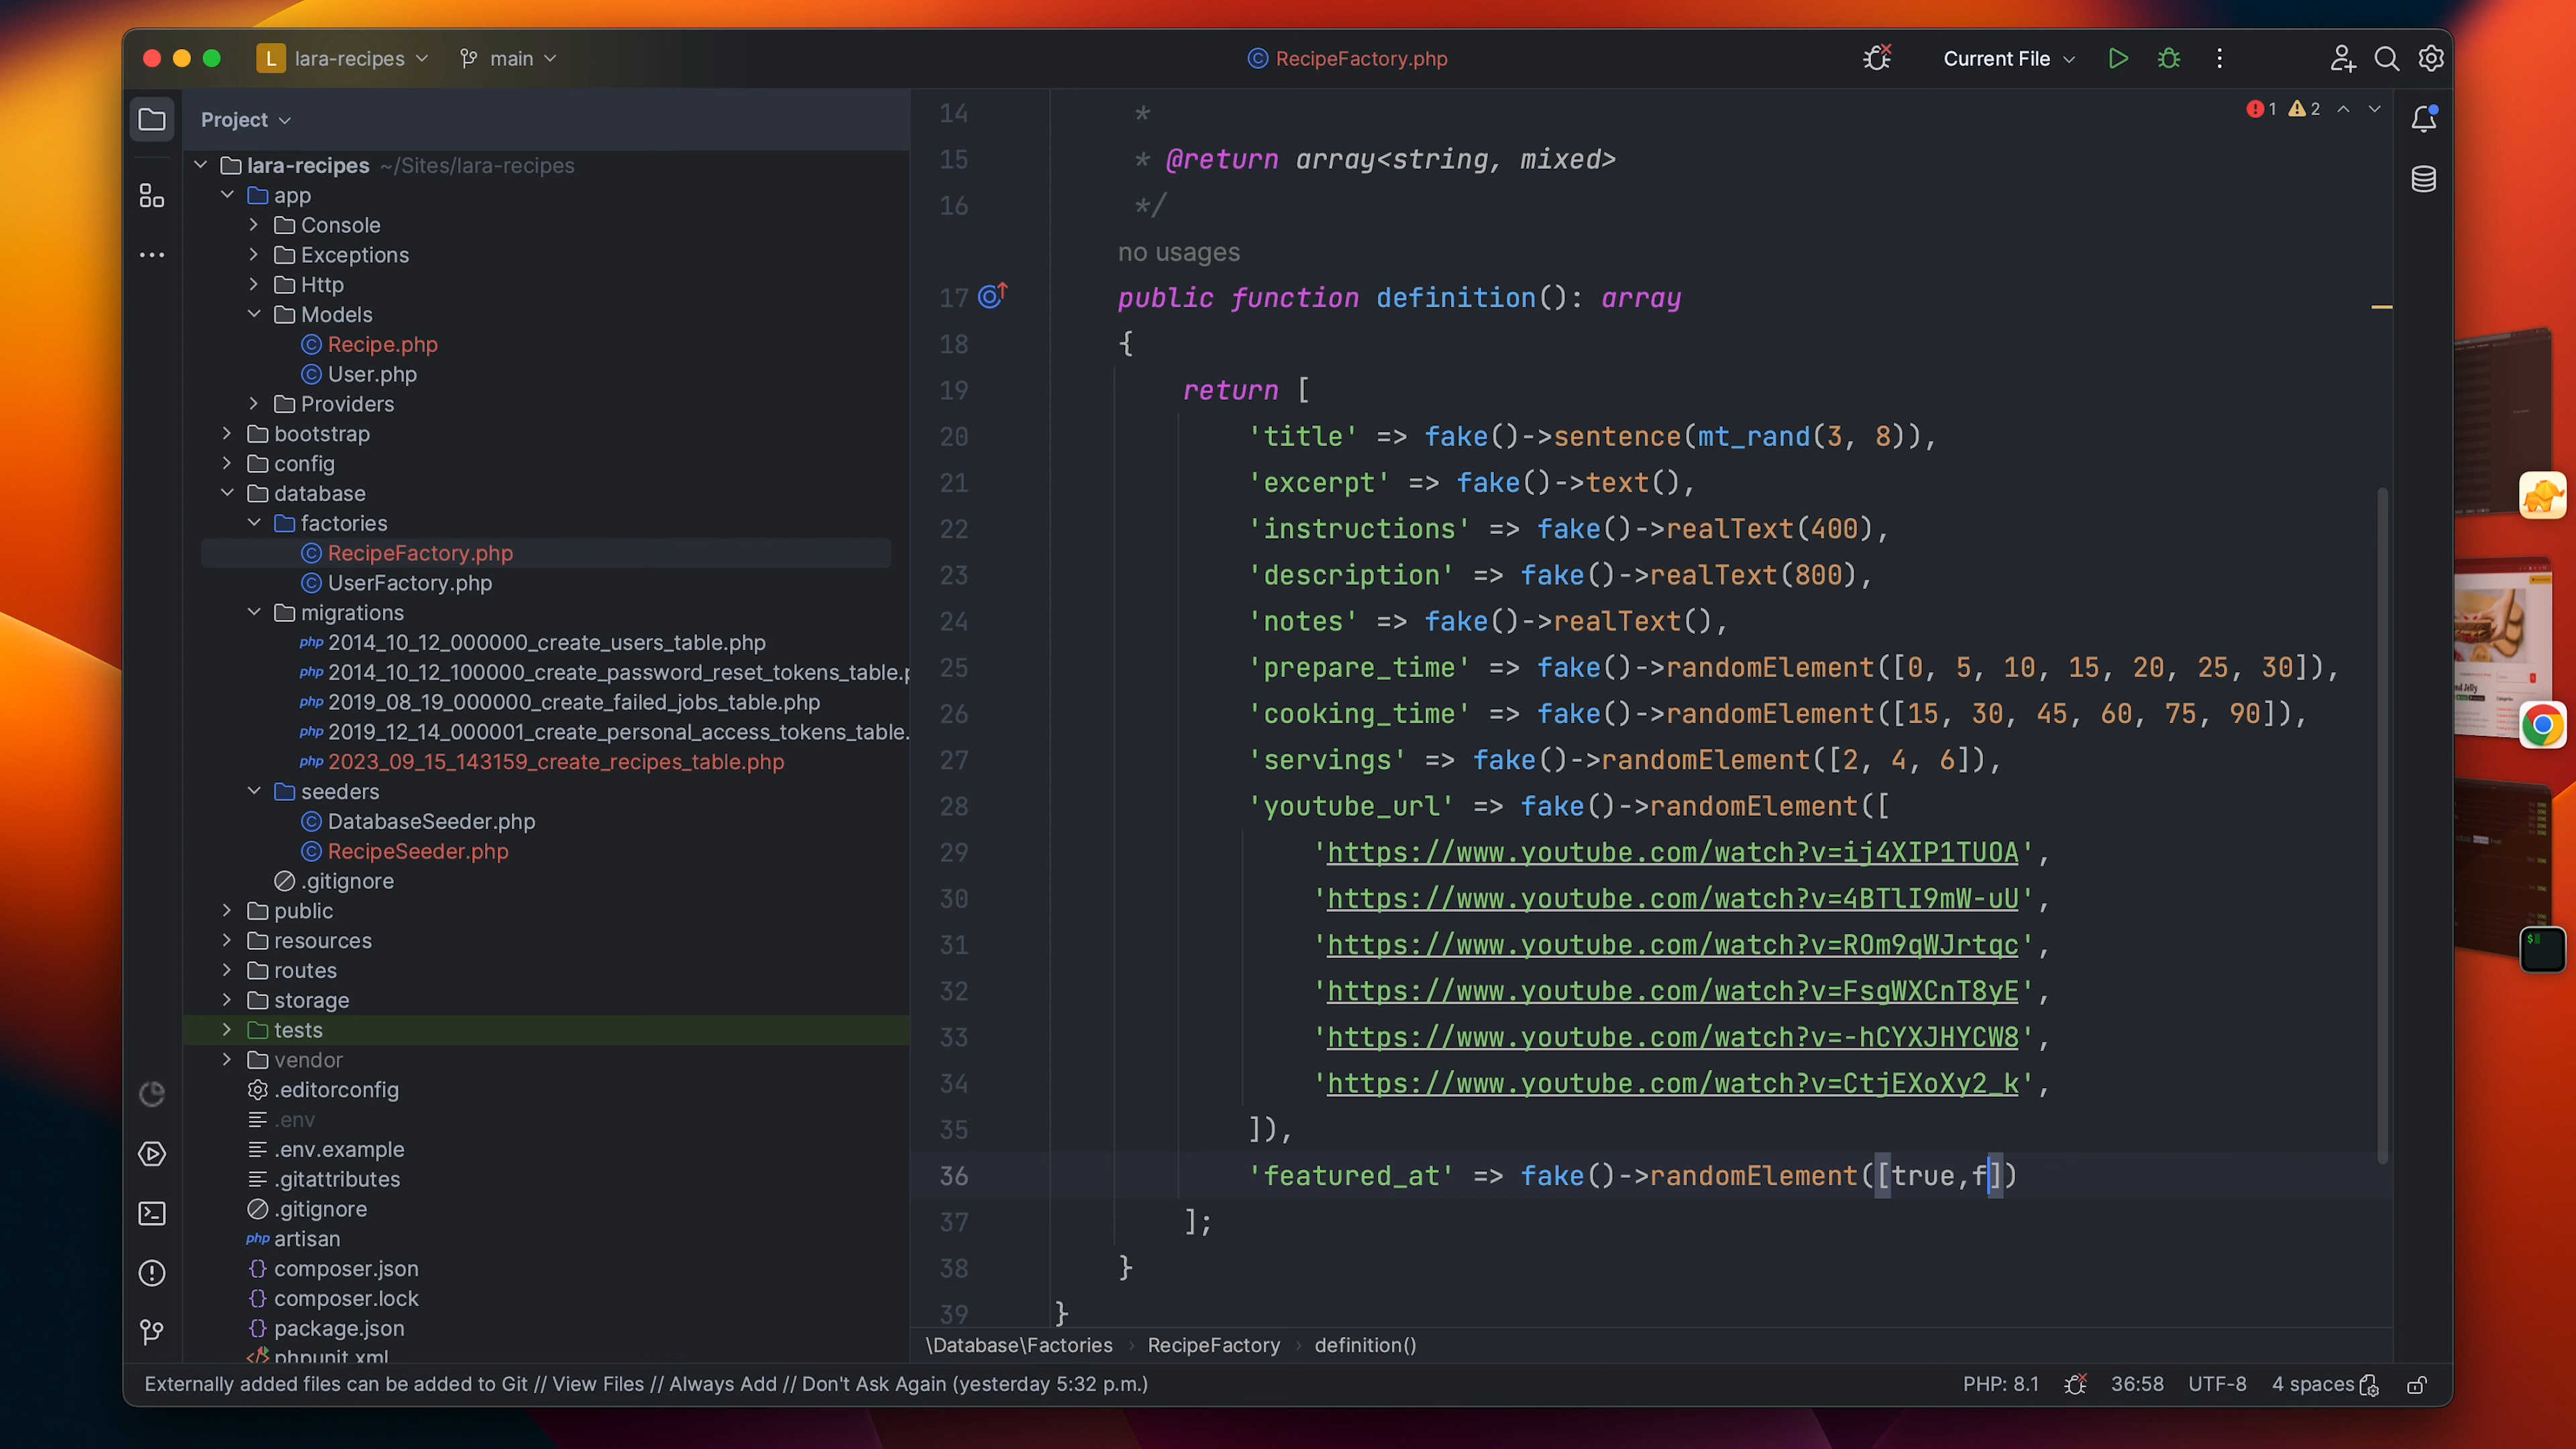 L lara-recipes main
RecipeFactory.php
Current File
Project
lara-recipes ~/Sites/lara-recipes
app
Console
Exceptions
Http
Models
Recipe.php
User.php
Providers
bootstrap
config
database
factories
RecipeFactory.php
UserFactory.php
migrations
php 2014_10_12_000000_create_users_table.php
php 2014_10_12_100000_create_password_reset_tokens_table.p
php 2019_08_19_000000_create_failed_jobs_table.php
php 2019_12_14_000001_create_personal_access_tokens_table.
php 2023_09_15_143159_create_recipes_table.php
seeders
DatabaseSeeder.php
RecipeSeeder.php
.gitignore
public
resources
routes
storage
tests
vendor
.editorconfig
.env
.env.example
.gitattributes
.gitignore
php artisan
{} composer.json
{} composer.lock
{} package.json
phpunit.xml
1 2
14 *
15 * @return array<string, mixed>
16 */
no usages
17 public function definition(): array
18 {
19 return [
20 'title' => fake()->sentence(mt_rand(3, 8)),
21 'excerpt' => fake()->text(),
22 'instructions' => fake()->realText(400),
23 'description' => fake()->realText(800),
24 'notes' => fake()->realText(),
25 'prepare_time' => fake()->randomElement([0, 5, 10, 15, 20, 25, 30]),
26 'cooking_time' => fake()->randomElement([15, 30, 45, 60, 75, 90]),
27 'servings' => fake()->randomElement([2, 4, 6]),
28 'youtube_url' => fake()->randomElement([
29 'https://www.youtube.com/watch?v=ij4XIP1TUOA',
30 'https://www.youtube.com/watch?v=4BTlI9mW-uU',
31 'https://www.youtube.com/watch?v=ROm9qWJrtqc',
32 'https://www.youtube.com/watch?v=FsgWXCnT8yE',
33 'https://www.youtube.com/watch?v=-hCYXJHYCW8',
34 'https://www.youtube.com/watch?v=CtjEXoXy2_k',
35 ]),
36 'featured_at' => fake()->randomElement([true,f])
37 ];
38 }
39 }
\Database\Factories › RecipeFactory › definition()
Externally added files can be added to Git // View Files // Always Add // Don't Ask Again (yesterday 5:32 p.m.)
PHP: 8.1 36:58 UTF-8 4 spaces